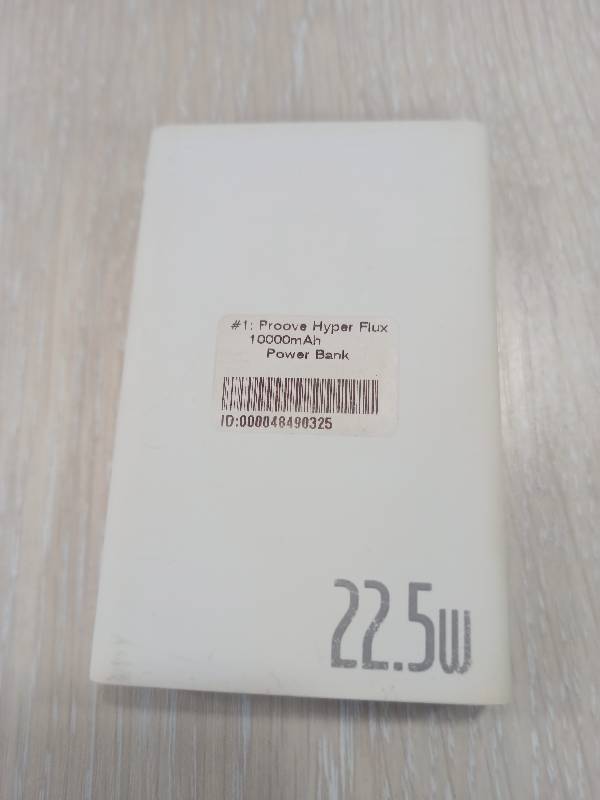 #1: Proove Hyper Flux
10000mAh
Power Bank
ID:000048490325
22.5w